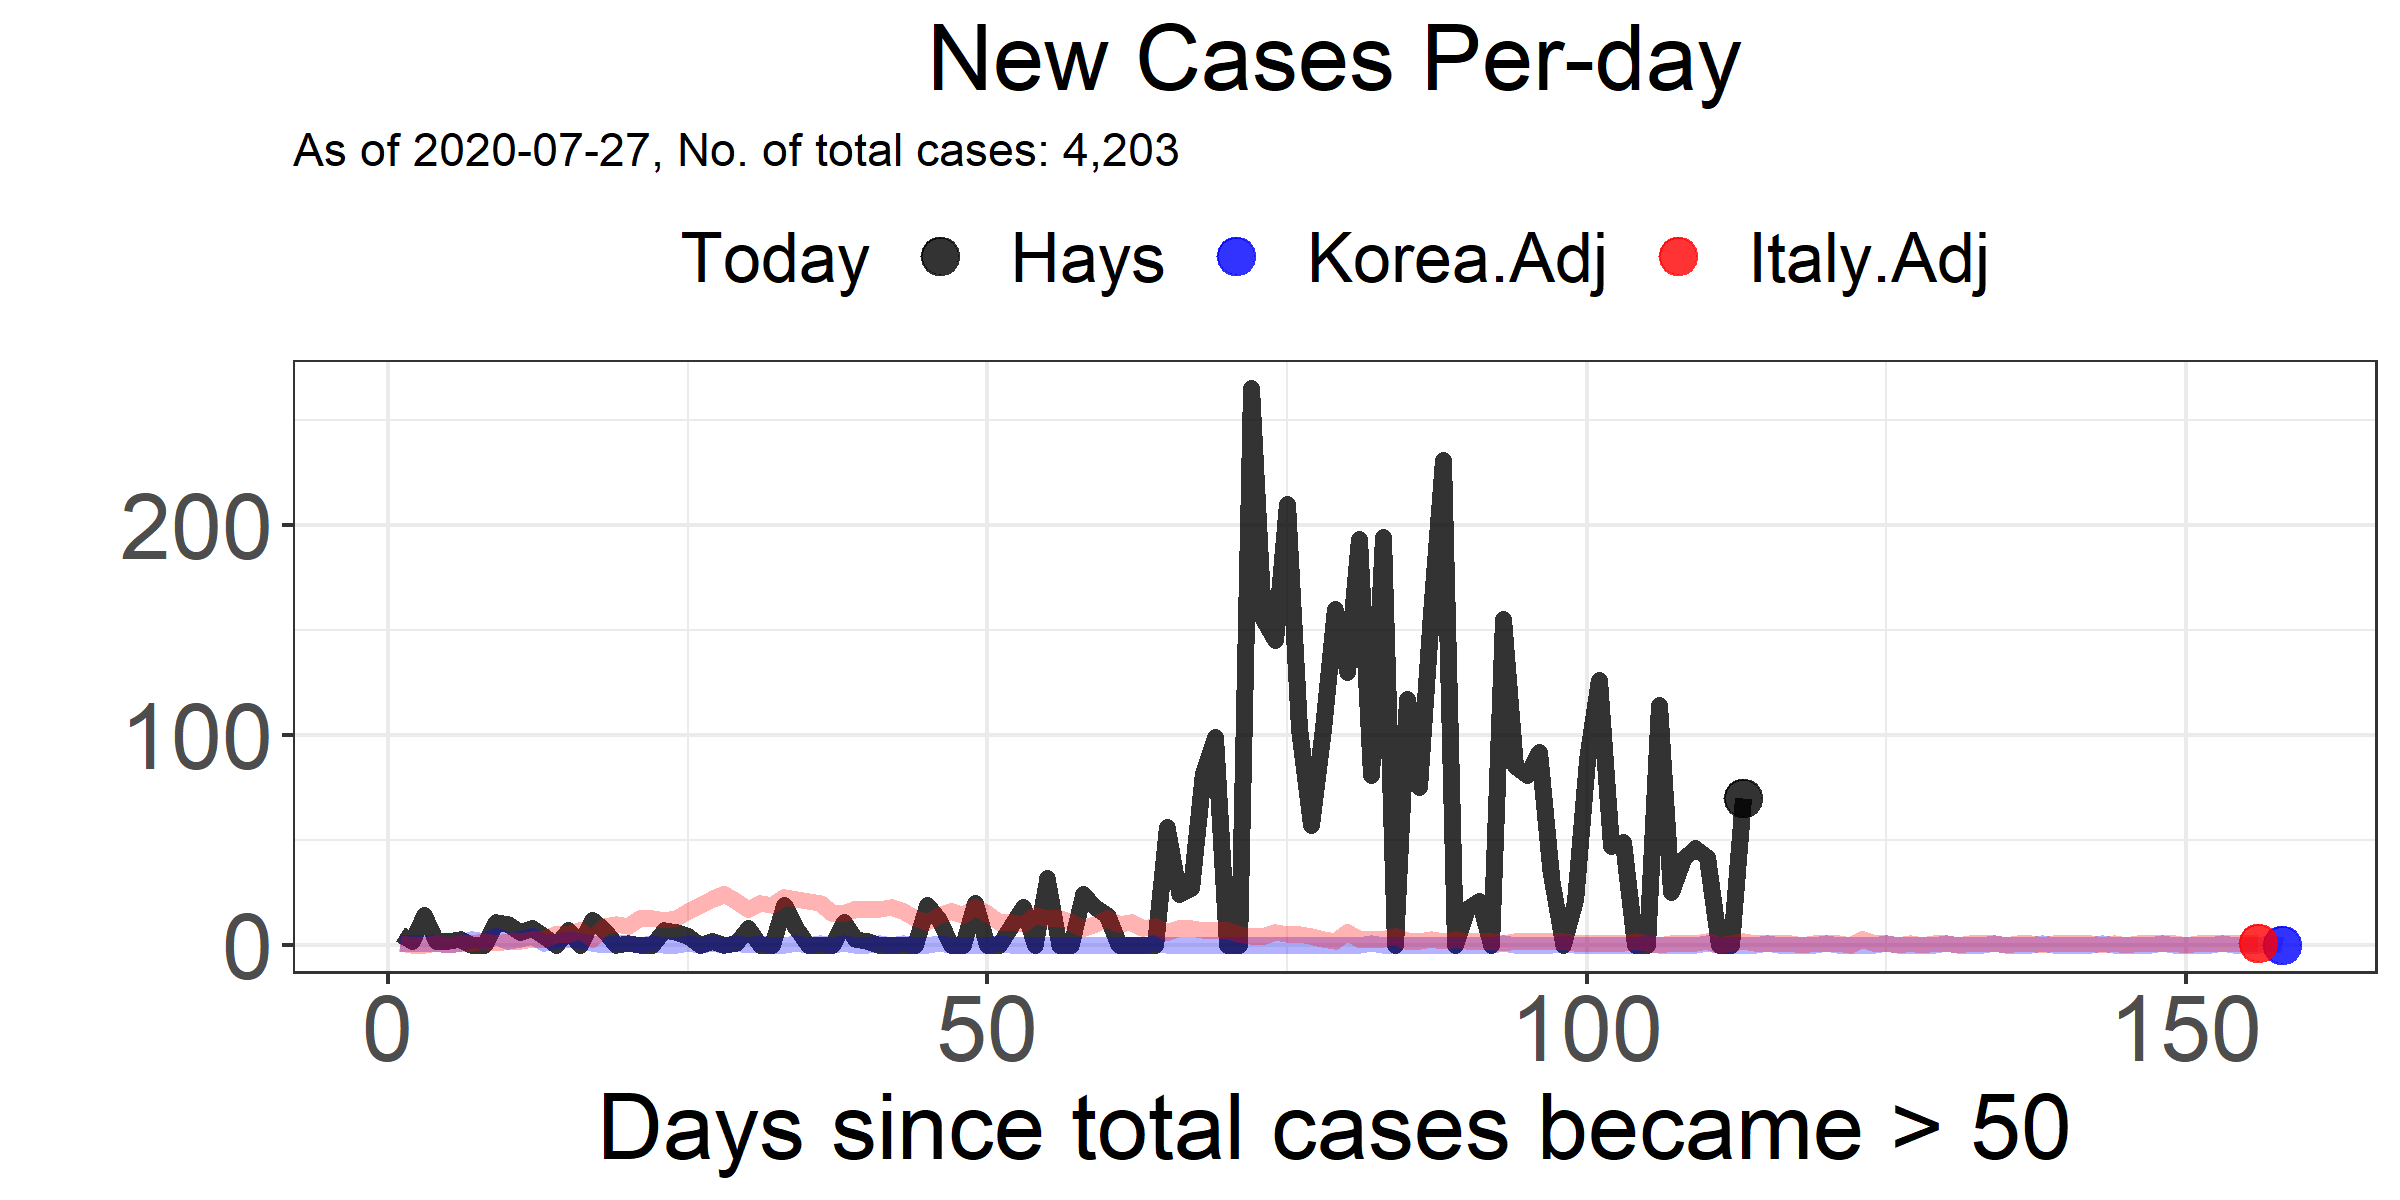 New Cases Per-day
As of 2020-07-27, No. of total cases: 4,203
Today Hays Korea.Adj Italy.Adj
200
100
0
0 50 100 150
Days since total cases became > 50